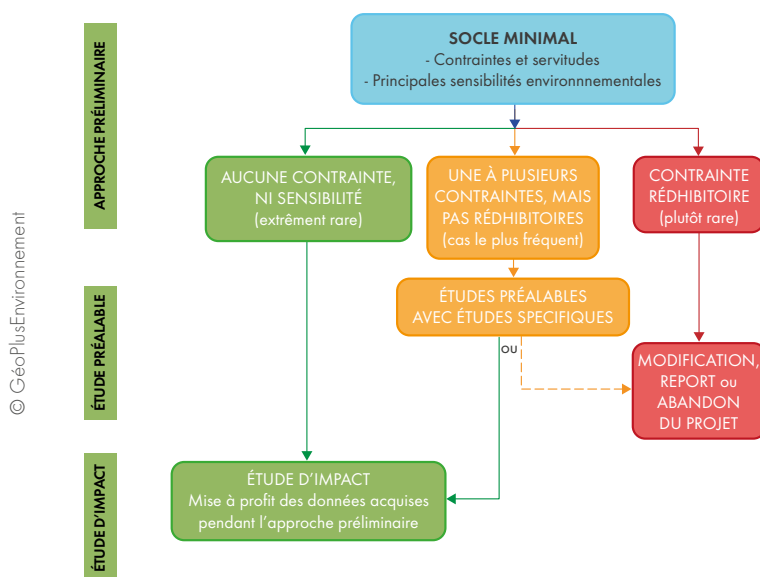 SOCLE MINIMAL
- Contraintes et servitudes
- Principales sensibilités environnnementales
APPROCHE PRÉLIMINAIRE
AUCUNE CONTRAINTE,
NI SENSIBILITÉ
(extrêment rare)
UNE À PLUSIEURS
CONTRAINTES, MAIS
PAS RÉDHIBITOIRES
(cas le plus fréquent)
CONTRAINTE
RÉDHIBITOIRE
(plutôt rare)
ÉTUDE PRÉALABLE
ÉTUDES PRÉALABLES
AVEC ÉTUDES SPECIFIQUES
ou
MODIFICATION,
REPORT ou
ABANDON
DU PROJET
ÉTUDE D’IMPACT
ÉTUDE D’IMPACT
Mise à profit des données acquises
pendant l’approche préliminaire
© GéoPlusEnvironnement